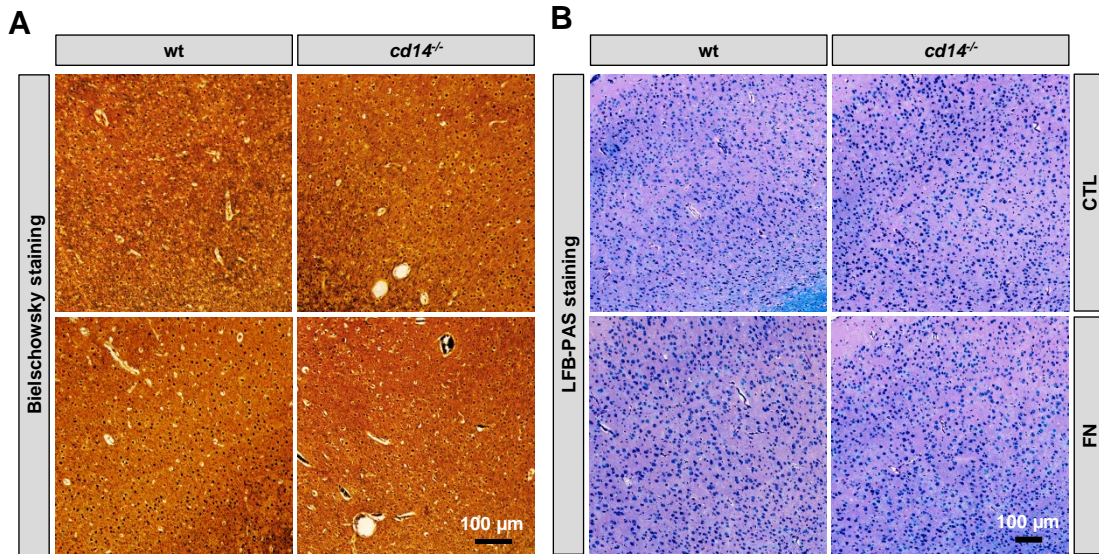 A
B
wt
cd14-/-
wt
cd14-/-
Bielschowsky staining
LFB-PAS staining
CTL
FN
100 µm
100 µm